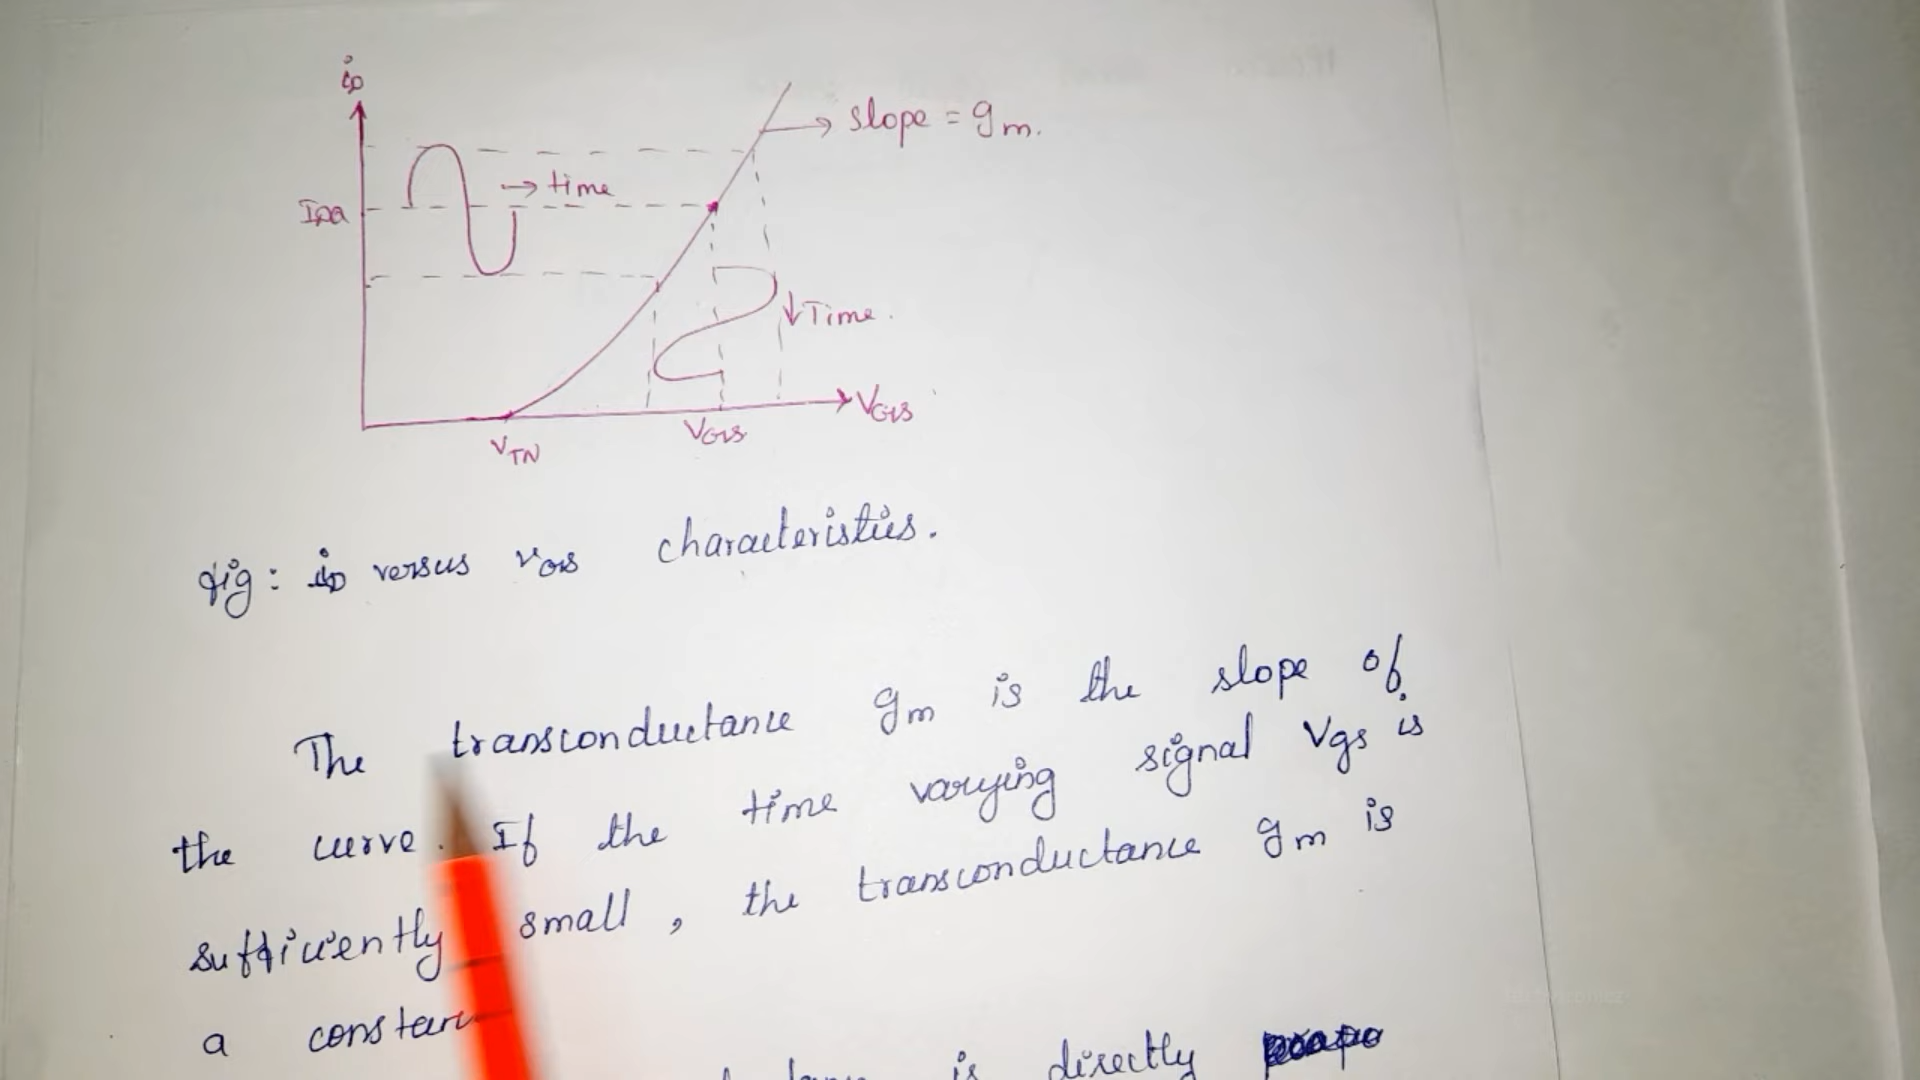 iD
slope = gm.
→ time
IDQ
↓ Time.
VGS
VGS
VTN
fig: iD versus vGS characteristics.
The transconductance gm is the slope of
the curve. If the time varying signal Vgs is
sufficiently small, the transconductance gm is
a constan
is directly